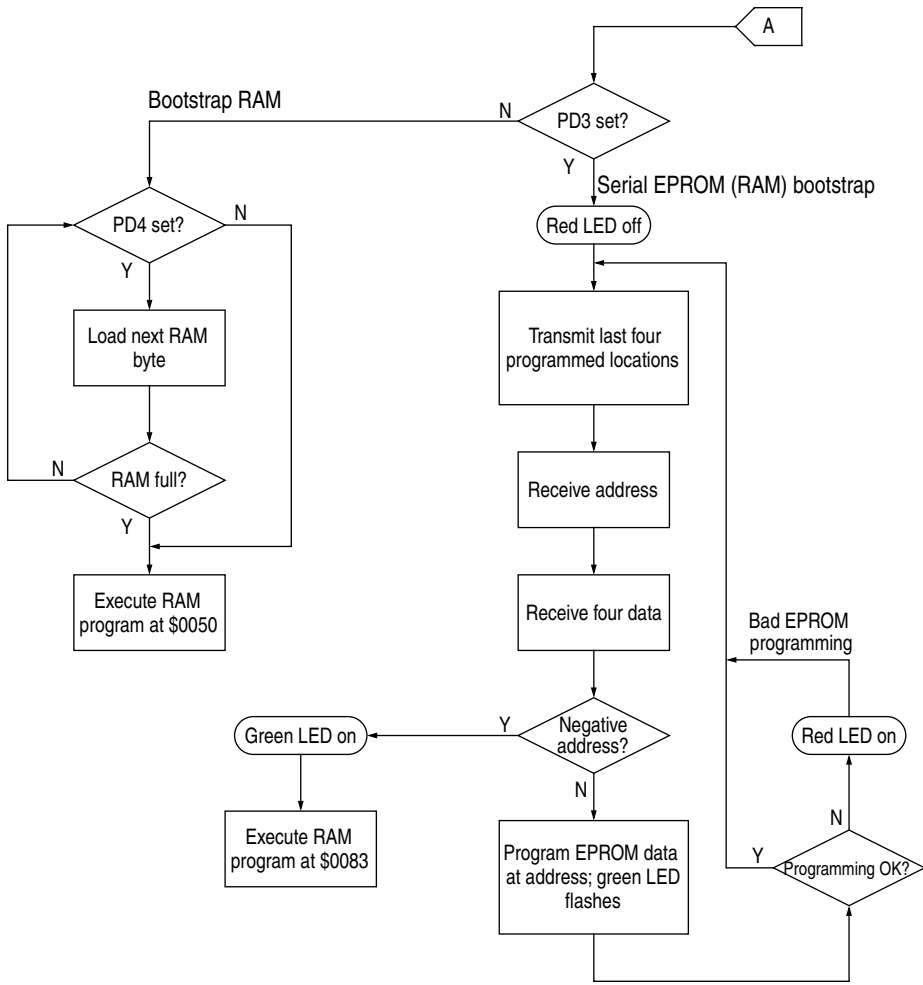 A
Bootstrap RAM
N
PD3 set?
Y
Serial EPROM (RAM) bootstrap
Red LED off
PD4 set?
N
Y
Load next RAM
byte
N
RAM full?
Y
Execute RAM
program at $0050
Transmit last four
programmed locations
Receive address
Receive four data
Bad EPROM
programming
Y
Negative
address?
N
Green LED on
Execute RAM
program at $0083
Program EPROM data
at address; green LED
flashes
Red LED on
N
Y
Programming OK?